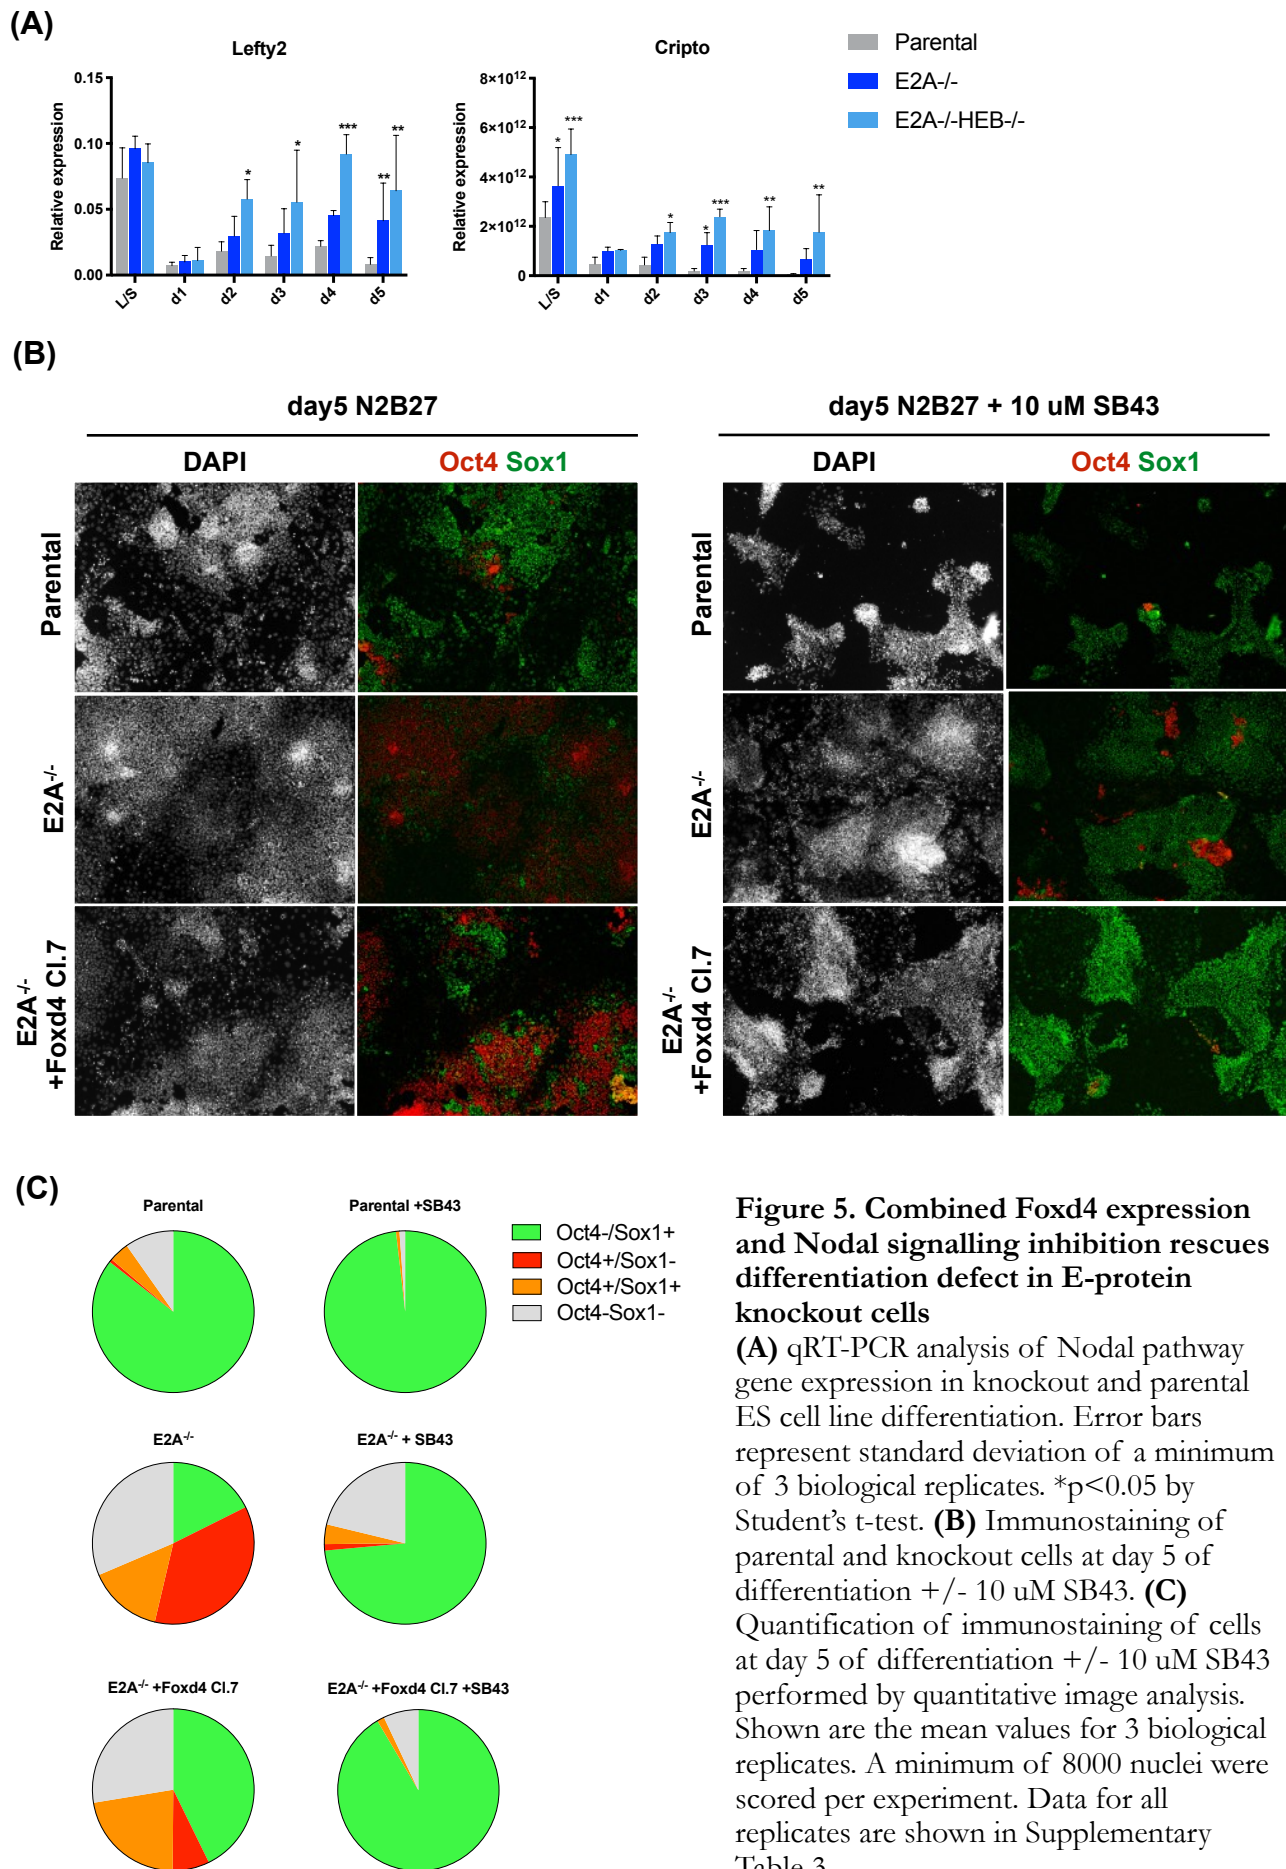 (A)
Lefty2
Relative expression
0.15
0.10
0.05
0.00
*
*
***
**
**
L/S
d1
d2
d3
d4
d5
Cripto
Relative expression
8×10¹²
6×10¹²
4×10¹²
2×10¹²
0
*
***
*
*
***
**
**
L/S
d1
d2
d3
d4
d5
Parental
E2A-/-
E2A-/-HEB-/-
(B)
day5 N2B27
DAPI
Oct4 Sox1
Parental
E2A-/-
E2A-/-
+Foxd4 Cl.7
day5 N2B27 + 10 uM SB43
DAPI
Oct4 Sox1
Parental
E2A-/-
E2A-/-
+Foxd4 Cl.7
(C)
Parental
Parental +SB43
Oct4-/Sox1+
Oct4+/Sox1-
Oct4+/Sox1+
Oct4-Sox1-
E2A-/-
E2A-/- + SB43
E2A-/- +Foxd4 Cl.7
E2A-/- +Foxd4 Cl.7 +SB43
Figure 5. Combined Foxd4 expression
and Nodal signalling inhibition rescues
differentiation defect in E-protein
knockout cells
(A) qRT-PCR analysis of Nodal pathway
gene expression in knockout and parental
ES cell line differentiation. Error bars
represent standard deviation of a minimum
of 3 biological replicates. *p<0.05 by
Student's t-test. (B) Immunostaining of
parental and knockout cells at day 5 of
differentiation +/- 10 uM SB43. (C)
Quantification of immunostaining of cells
at day 5 of differentiation +/- 10 uM SB43
performed by quantitative image analysis.
Shown are the mean values for 3 biological
replicates. A minimum of 8000 nuclei were
scored per experiment. Data for all
replicates are shown in Supplementary
Table 3